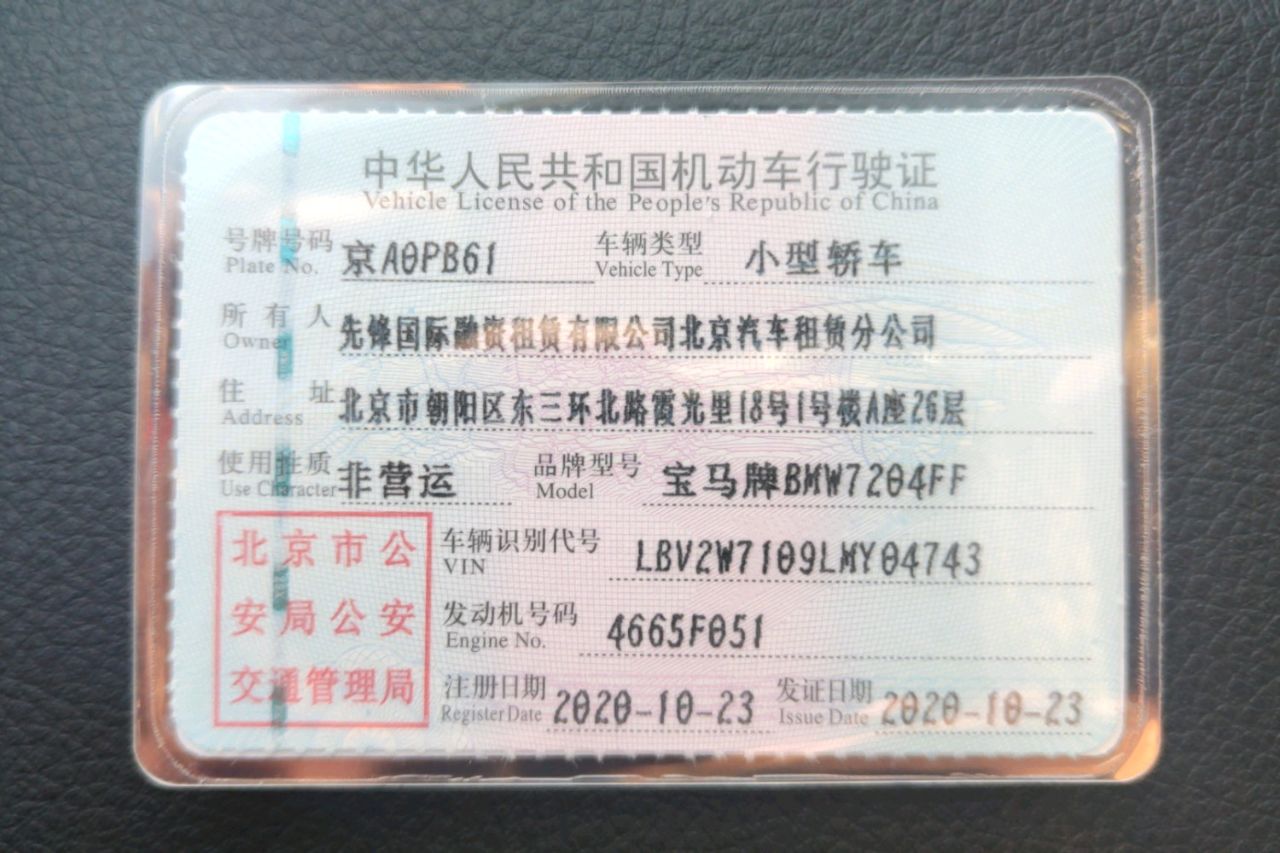 中华人民共和国机动车行驶证
Vehicle License of the People's Republic of China
号牌号码 京A0PB61 车辆类型 小型轿车
Plate No. Vehicle Type
所有人 先锋国际融资租赁有限公司北京汽车租赁分公司
Owner
住址 北京市朝阳区东三环北路霞光里18号1号楼A座26层
Address
使用性质 非营运 品牌型号 宝马牌BMW7204FF
Use Character Model
北京市公
安局公安
交通管理局
车辆识别代号 LBV2W7109LMY04743
VIN
发动机号码 4665F051
Engine No.
注册日期 2020-10-23 发证日期 2020-10-23
Register Date Issue Date